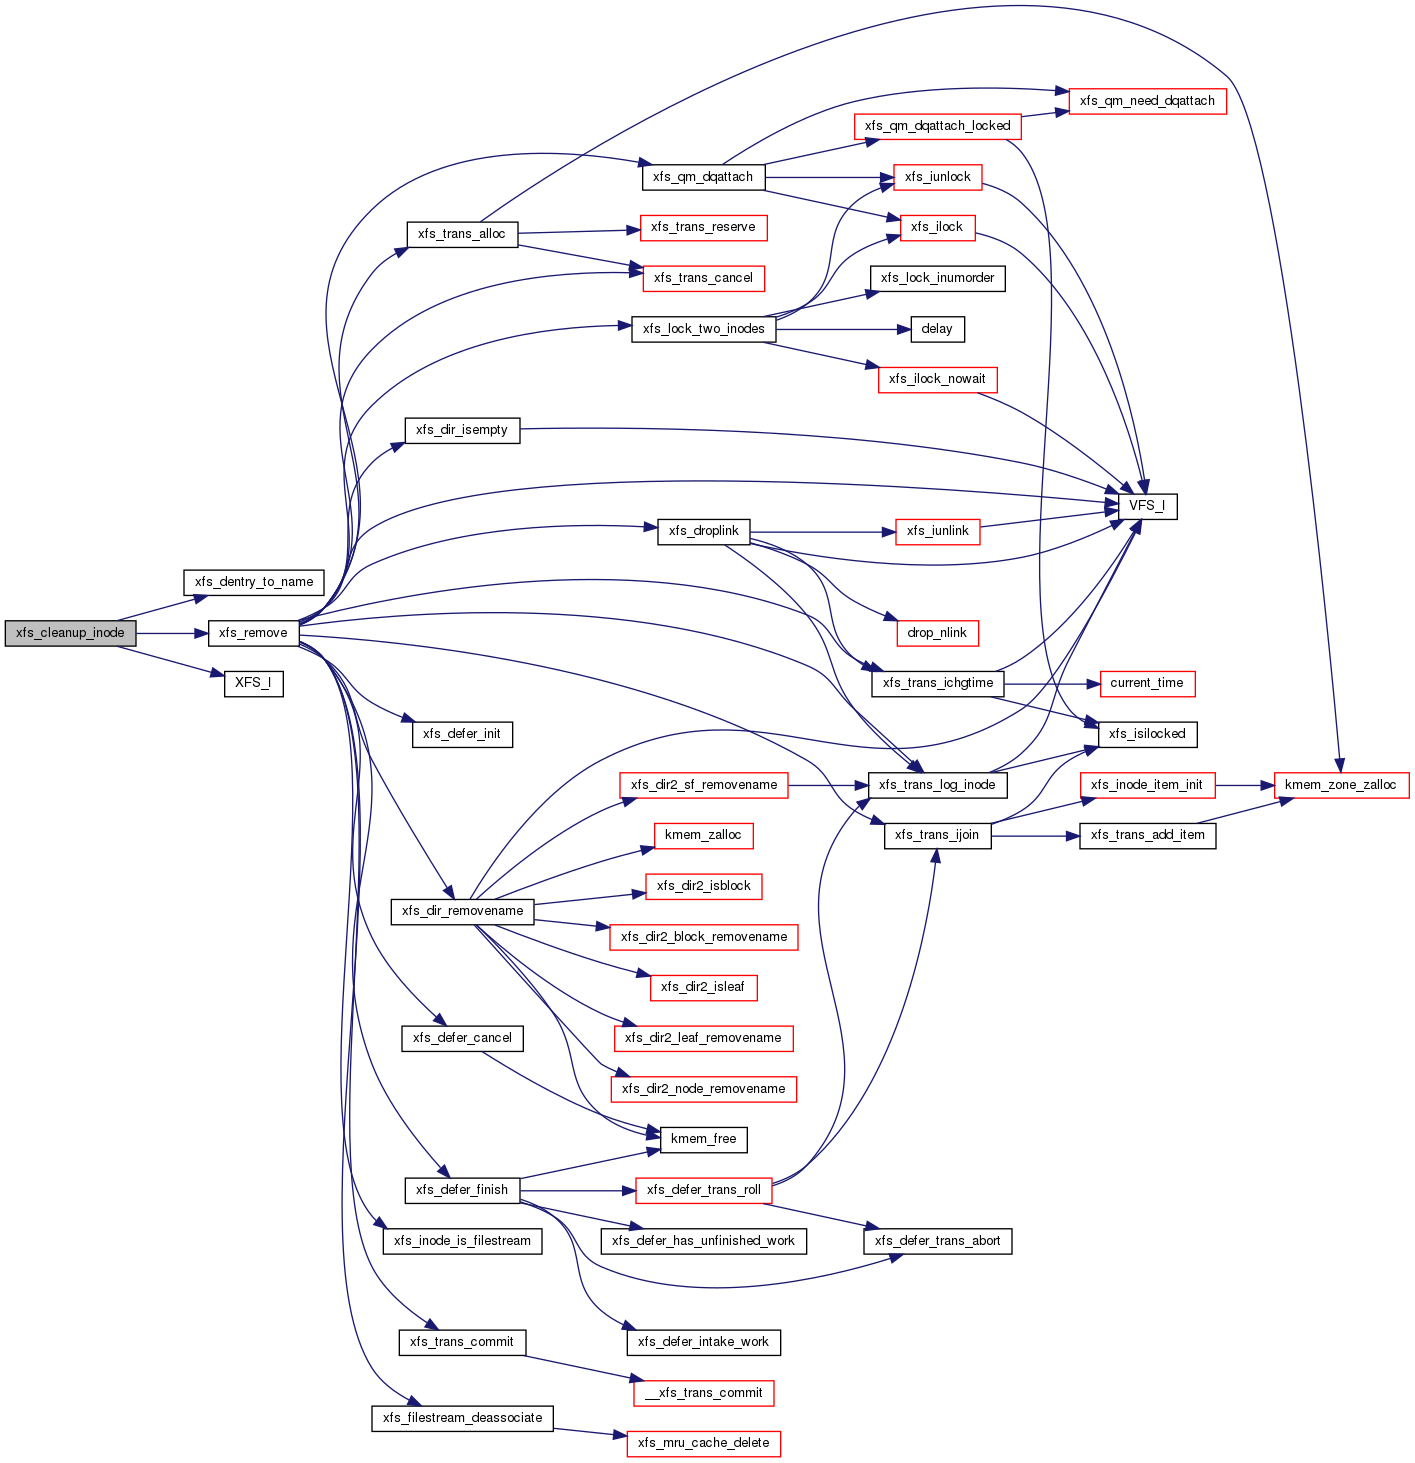 xfs_qm_need_dqattach
xfs_qm_dqattach_locked
xfs_qm_dqattach
xfs_iunlock
xfs_trans_alloc
xfs_trans_reserve
xfs_ilock
xfs_trans_cancel
xfs_lock_inumorder
xfs_lock_two_inodes
delay
xfs_ilock_nowait
xfs_dir_isempty
VFS_I
xfs_droplink
xfs_iunlink
xfs_dentry_to_name
xfs_cleanup_inode
xfs_remove
drop_nlink
XFS_I
xfs_trans_ichgtime
current_time
xfs_defer_init
xfs_isilocked
xfs_dir2_sf_removename
xfs_trans_log_inode
xfs_inode_item_init
kmem_zone_zalloc
kmem_zalloc
xfs_trans_ijoin
xfs_trans_add_item
xfs_dir2_isblock
xfs_dir_removename
xfs_dir2_block_removename
xfs_dir2_isleaf
xfs_defer_cancel
xfs_dir2_leaf_removename
xfs_dir2_node_removename
kmem_free
xfs_defer_finish
xfs_defer_trans_roll
xfs_inode_is_filestream
xfs_defer_has_unfinished_work
xfs_defer_trans_abort
xfs_trans_commit
xfs_defer_intake_work
__xfs_trans_commit
xfs_filestream_deassociate
xfs_mru_cache_delete